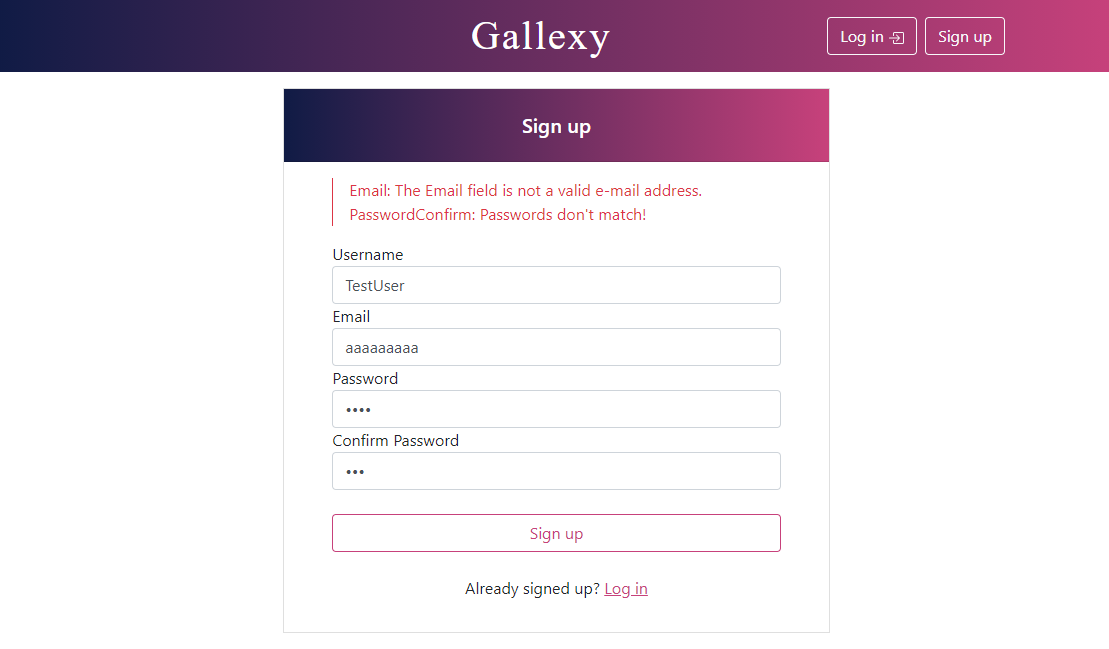 Gallexy
Log in
Sign up
Sign up
Email: The Email field is not a valid e-mail address.
PasswordConfirm: Passwords don't match!
Username
TestUser
Email
aaaaaaaaa
Password
••••
Confirm Password
•••
Sign up
Already signed up? Log in